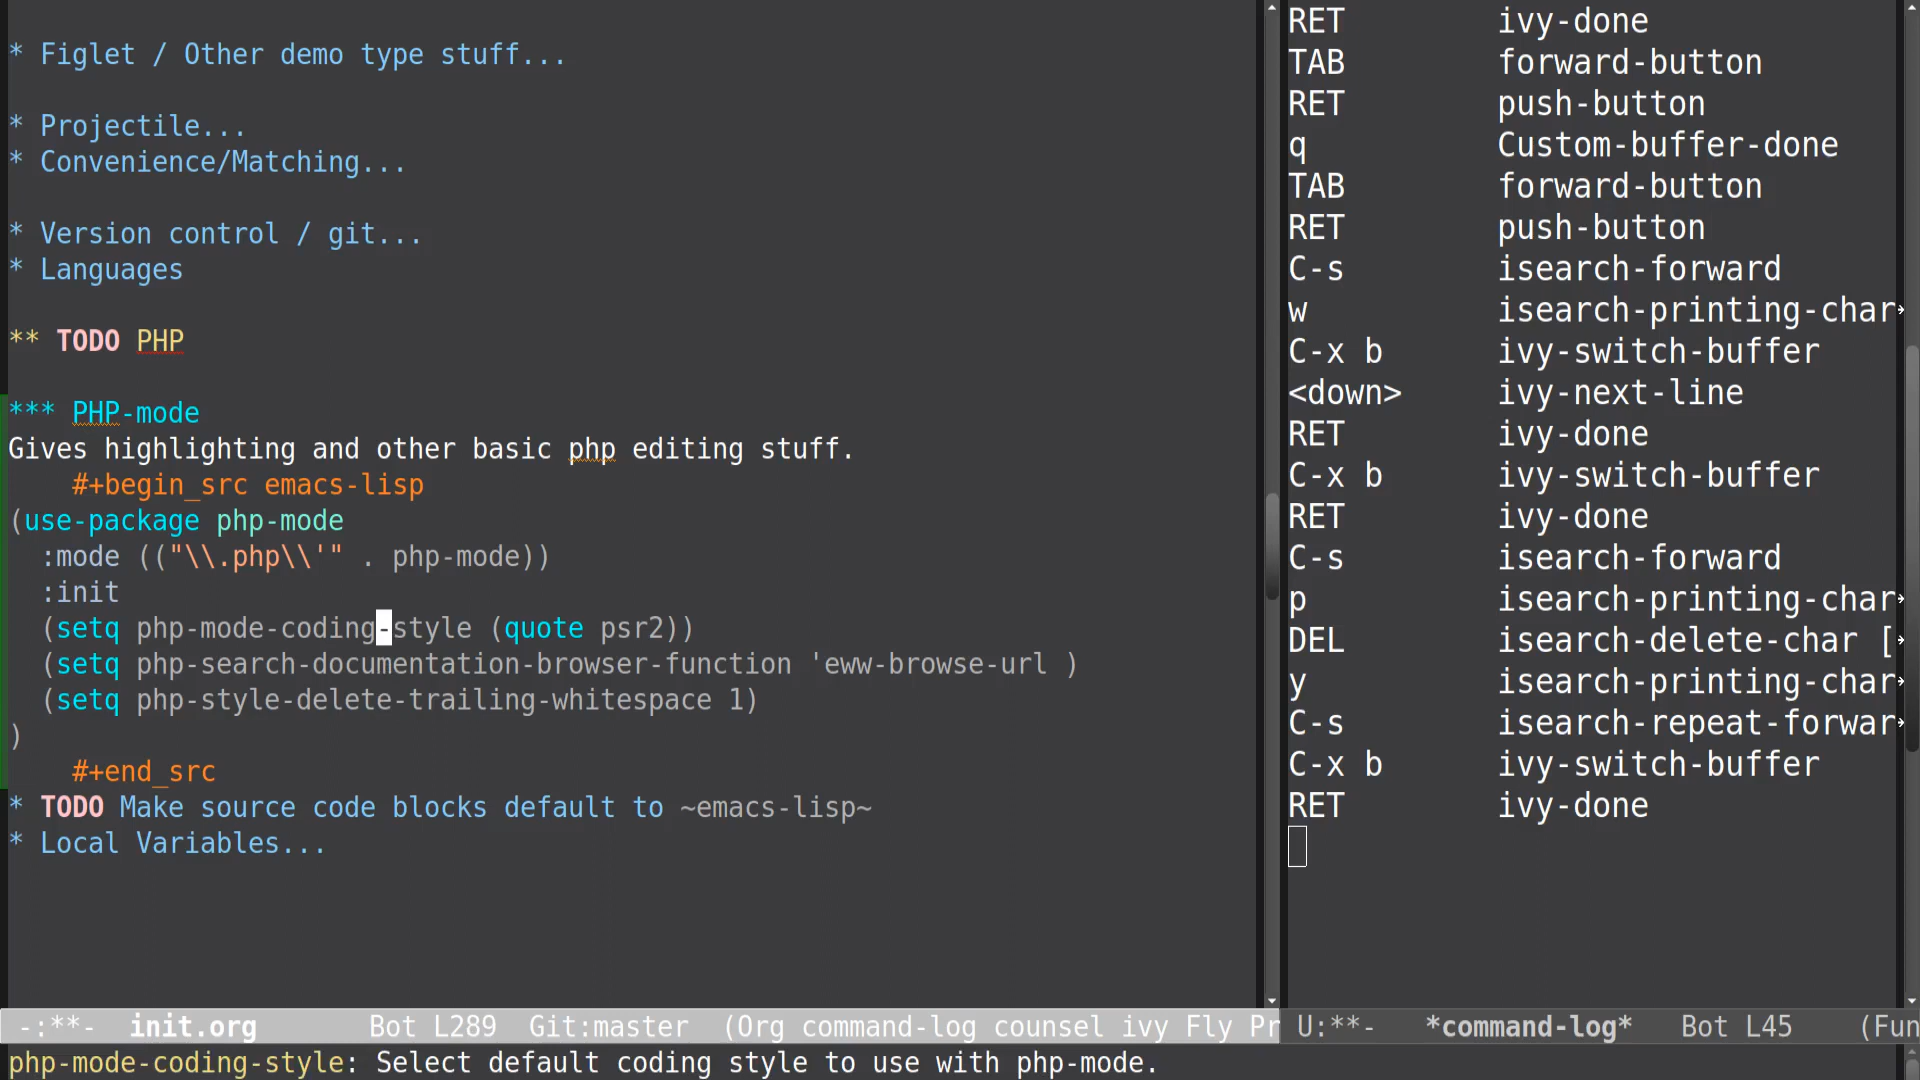 * Figlet / Other demo type stuff...
* Projectile...
* Convenience/Matching...
* Version control / git...
* Languages
** TODO PHP
*** PHP-mode
Gives highlighting and other basic php editing stuff.
#+begin_src emacs-lisp
(use-package php-mode
:mode (("\\.php\\'" . php-mode))
:init
(setq php-mode-coding-style (quote psr2))
(setq php-search-documentation-browser-function 'eww-browse-url )
(setq php-style-delete-trailing-whitespace 1)
)
#+end_src
* TODO Make source code blocks default to ~emacs-lisp~
* Local Variables...
-:**- init.org Bot L289 Git:master (Org command-log counsel ivy Fly Pr
php-mode-coding-style: Select default coding style to use with php-mode.
RET ivy-done
TAB forward-button
RET push-button
q Custom-buffer-done
TAB forward-button
RET push-button
C-s isearch-forward
w isearch-printing-char
C-x b ivy-switch-buffer
<down> ivy-next-line
RET ivy-done
C-x b ivy-switch-buffer
RET ivy-done
C-s isearch-forward
p isearch-printing-char
DEL isearch-delete-char [
y isearch-printing-char
C-s isearch-repeat-forwar
C-x b ivy-switch-buffer
RET ivy-done
U:**- *command-log* Bot L45 (Fun